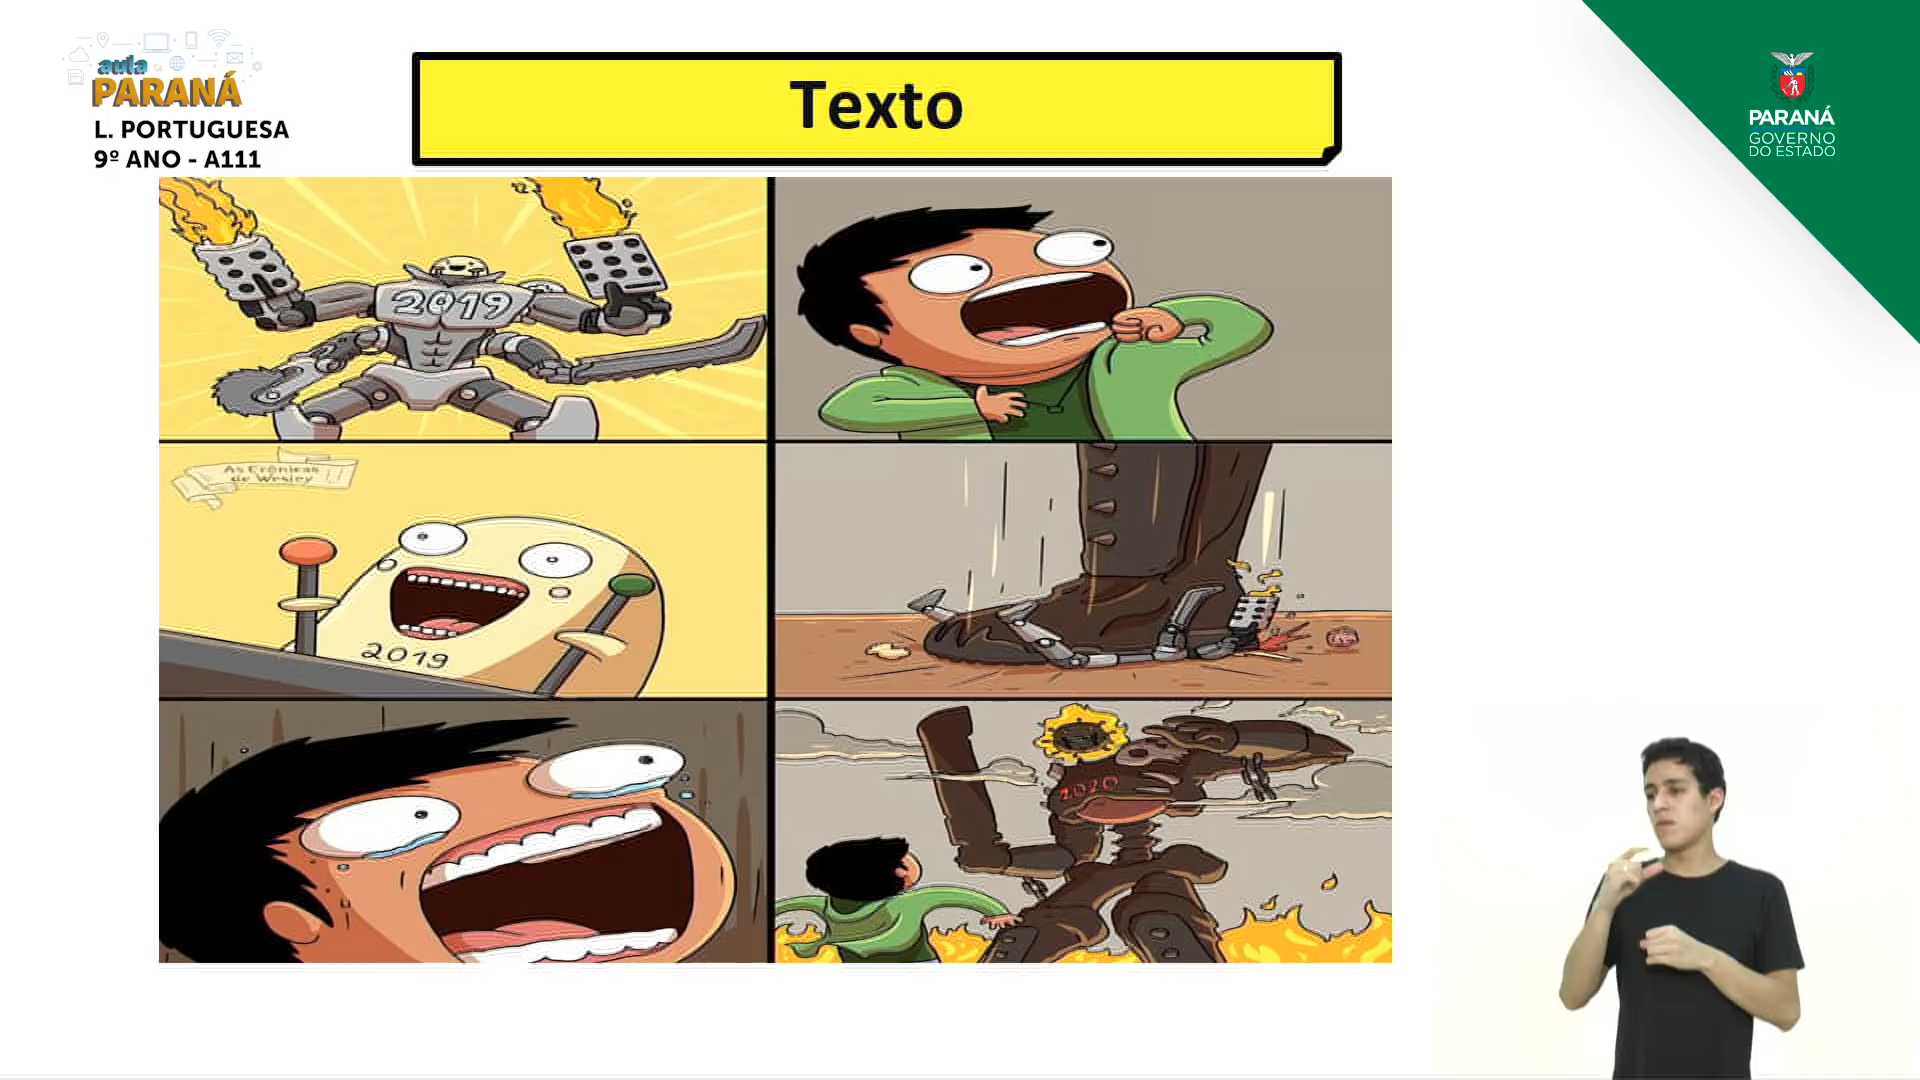 aula
PARANÁ
L. PORTUGUESA
9º ANO - A111
Texto
PARANÁ
GOVERNO
DO ESTADO
2019
As Crônicas
de Wesley
2019
2020